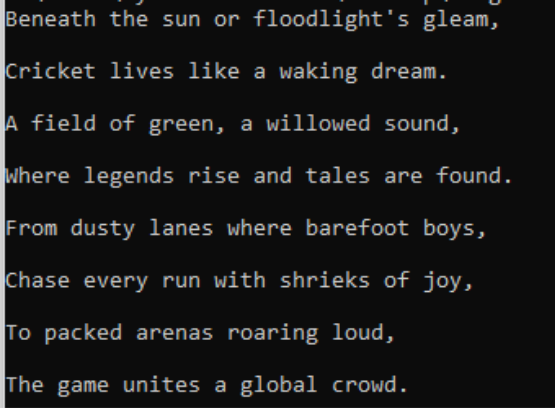 Beneath the sun or floodlight's gleam,
Cricket lives like a waking dream.
A field of green, a willowed sound,
Where legends rise and tales are found.
From dusty lanes where barefoot boys,
Chase every run with shrieks of joy,
To packed arenas roaring loud,
The game unites a global crowd.